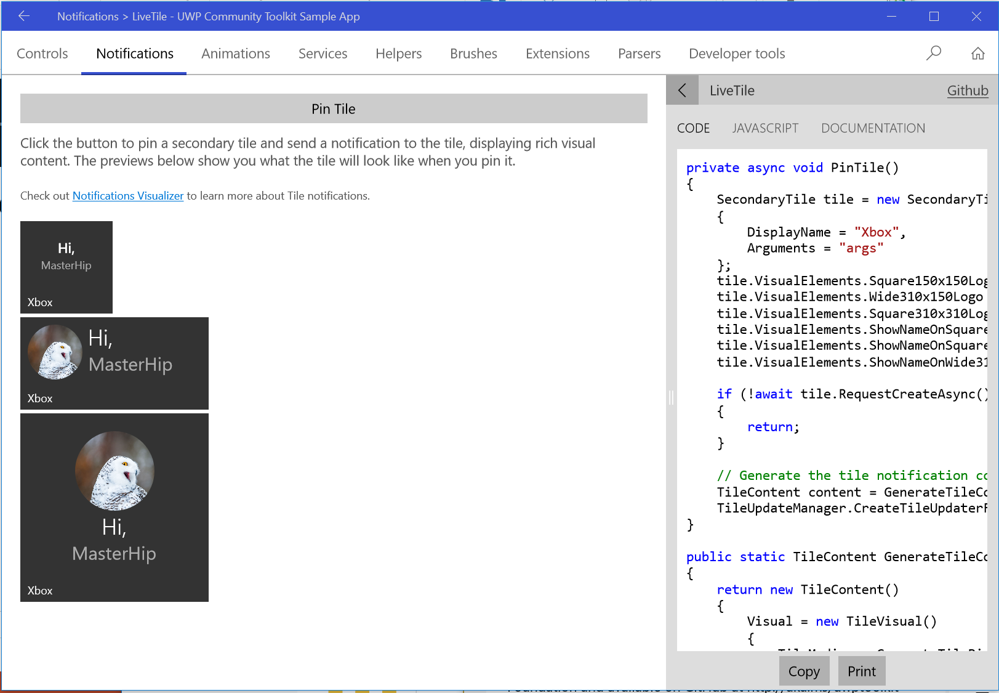 Notifications > LiveTile - UWP Community Toolkit Sample App
Controls Notifications Animations Services Helpers Brushes Extensions Parsers Developer tools
Pin Tile
Click the button to pin a secondary tile and send a notification to the tile, displaying rich visual
content. The previews below show you what the tile will look like when you pin it.
Check out Notifications Visualizer to learn more about Tile notifications.
Hi,
MasterHip
Xbox
Hi,
MasterHip
Xbox
Hi,
MasterHip
Xbox
LiveTile Github
CODE JAVASCRIPT DOCUMENTATION
private async void PinTile()
{
SecondaryTile tile = new SecondaryTi
{
DisplayName = "Xbox",
Arguments = "args"
};
tile.VisualElements.Square150x150Log
tile.VisualElements.Wide310x150Logo
tile.VisualElements.Square310x310Log
tile.VisualElements.ShowNameOnSquare
tile.VisualElements.ShowNameOnSquare
tile.VisualElements.ShowNameOnWide31
if (!await tile.RequestCreateAsync()
{
return;
}
// Generate the tile notification co
TileContent content = GenerateTileCo
TileUpdateManager.CreateTileUpdaterF
}
public static TileContent GenerateTileCo
{
return new TileContent()
{
Visual = new TileVisual()
{
Copy Print